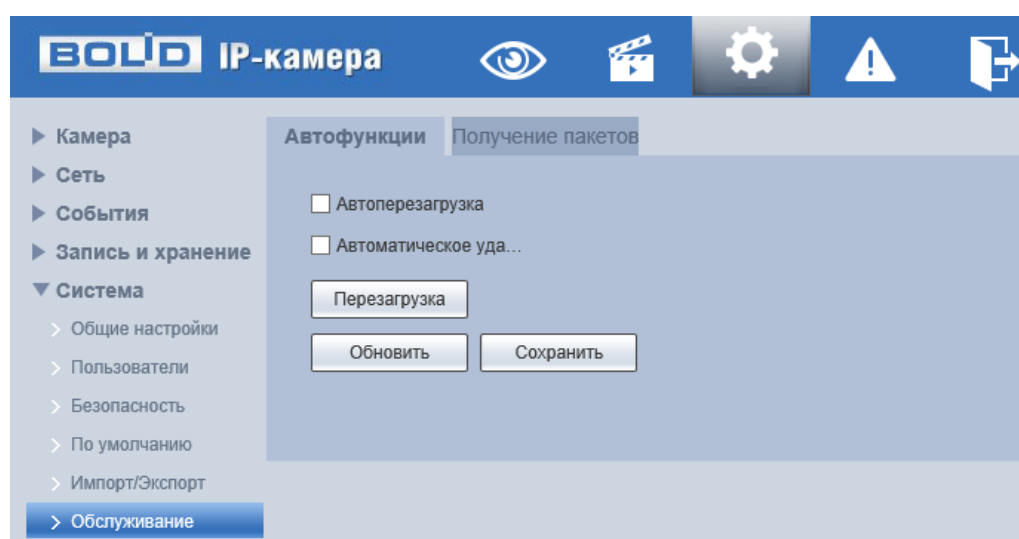 BOLID IP-камера
Камера
Сеть
События
Запись и хранение
Система
Общие настройки
Пользователи
Безопасность
По умолчанию
Импорт/Экспорт
Обслуживание
Автофункции Получение пакетов
Автоперезагрузка
Автоматическое уда...
Перезагрузка
Обновить Сохранить